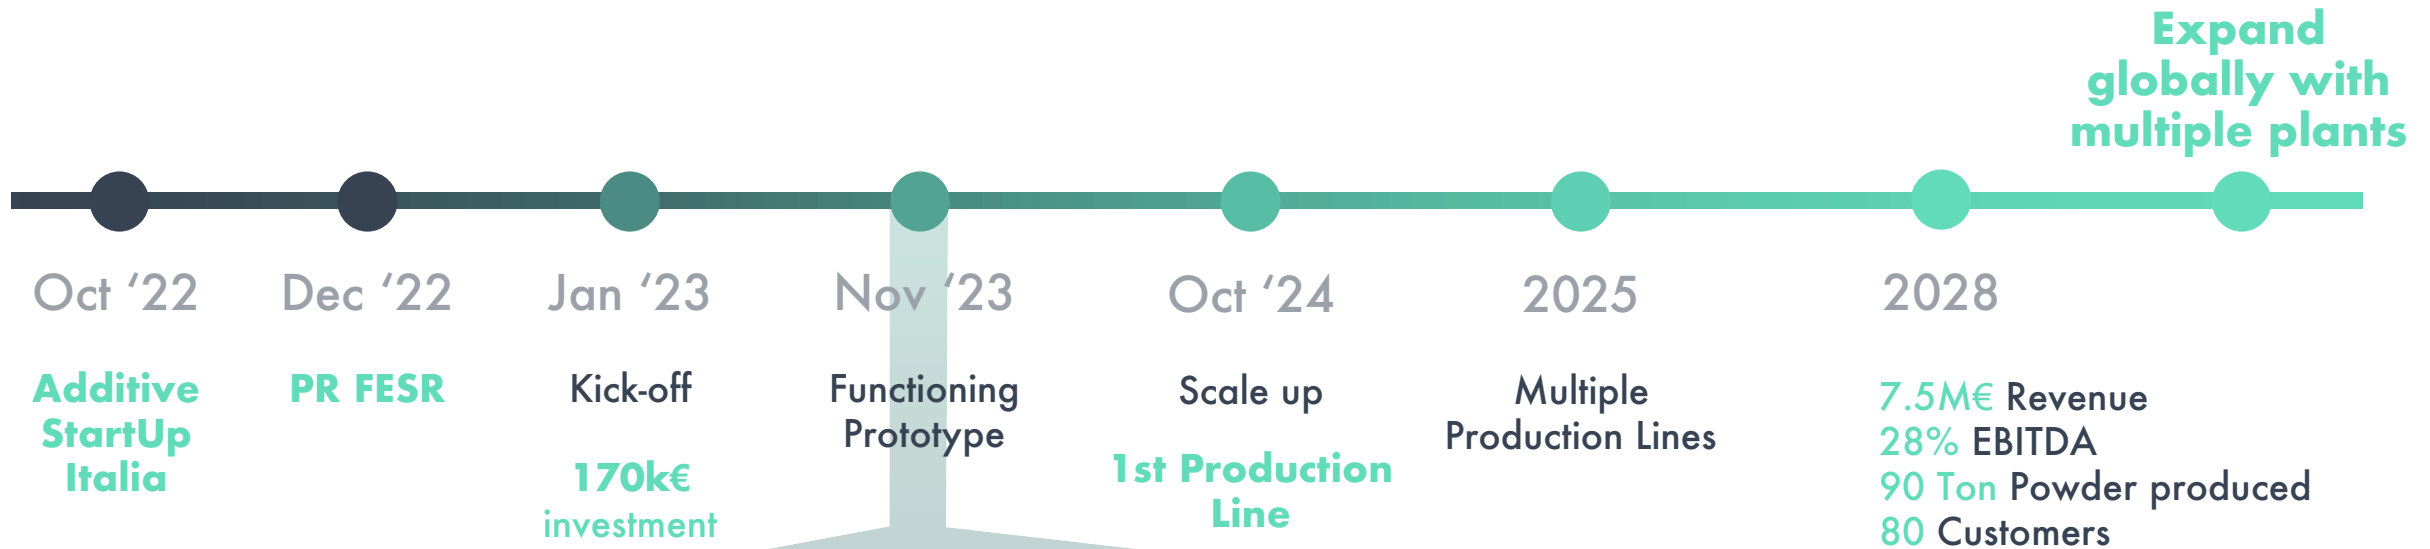 Expand
globally with
multiple plants
Oct ‘22
Additive
StartUp
Italia
Dec ‘22
PR FESR
Jan ‘23
Kick-off
170k€
investment
Nov ‘23
Functioning
Prototype
Oct ‘24
Scale up
1st Production
Line
2025
Multiple
Production Lines
2028
7.5M€ Revenue
28% EBITDA
90 Ton Powder produced
80 Customers